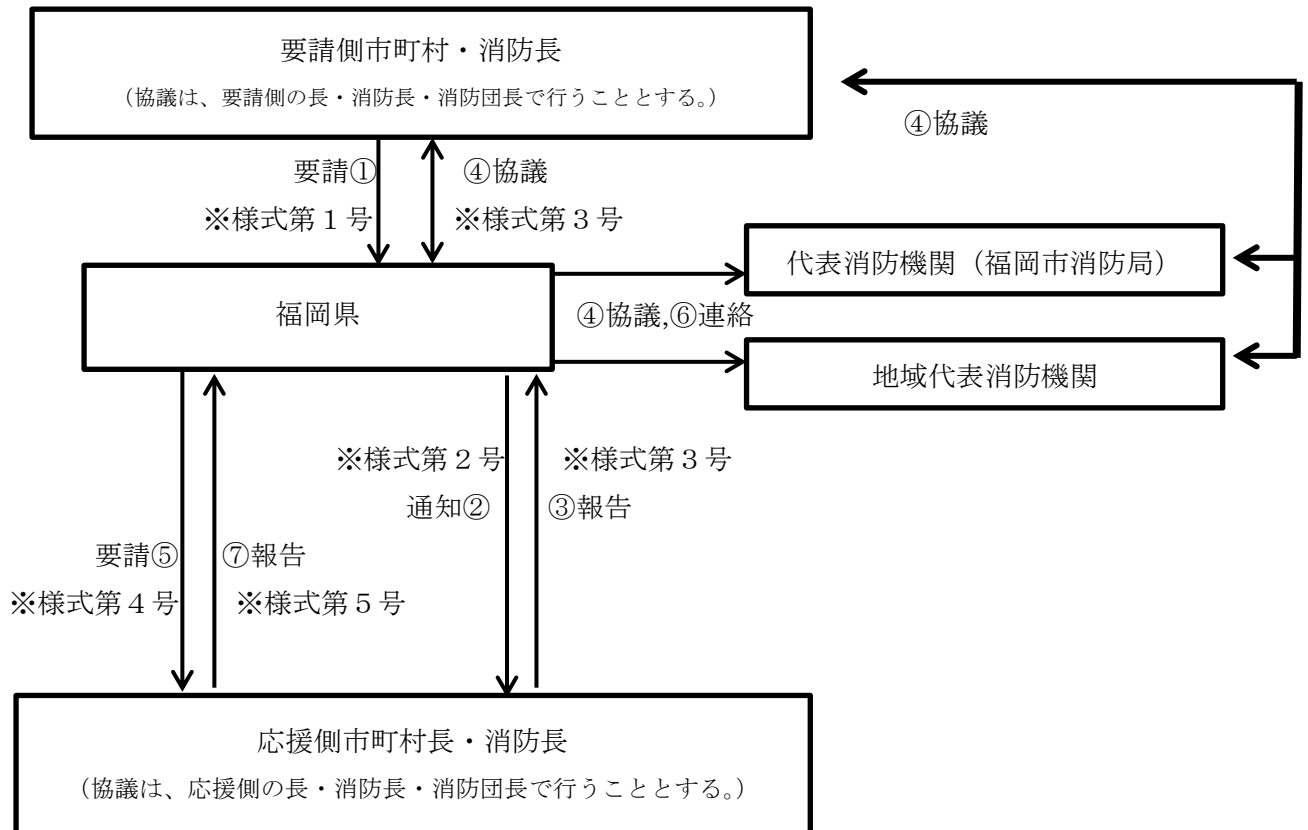 要請側市町村・消防長
（協議は、要請側の長・消防長・消防団長で行うこととする。）
④協議
要請①
④協議
※様式第１号
※様式第３号
代表消防機関（福岡市消防局）
福岡県
④協議,⑥連絡
地域代表消防機関
※様式第２号
※様式第３号
通知②
③報告
要請⑤
⑦報告
※様式第４号
※様式第５号
応援側市町村長・消防長
（協議は、応援側の長・消防長・消防団長で行うこととする。）